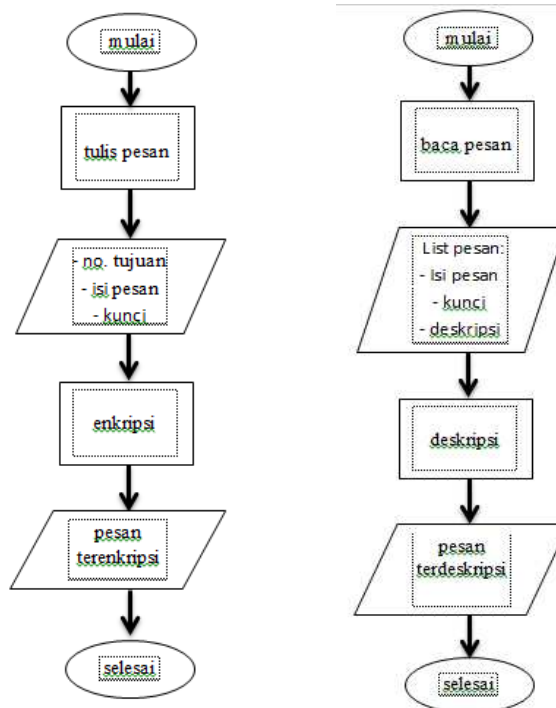 mulai
tulis pesan
- no. tujuan
- isi pesan
- kunci
enkripsi
pesan
terenkripsi
selesai
mulai
baca pesan
List pesan:
- Isi pesan
- kunci
- deskripsi
deskripsi
pesan
terdeskripsi
selesai